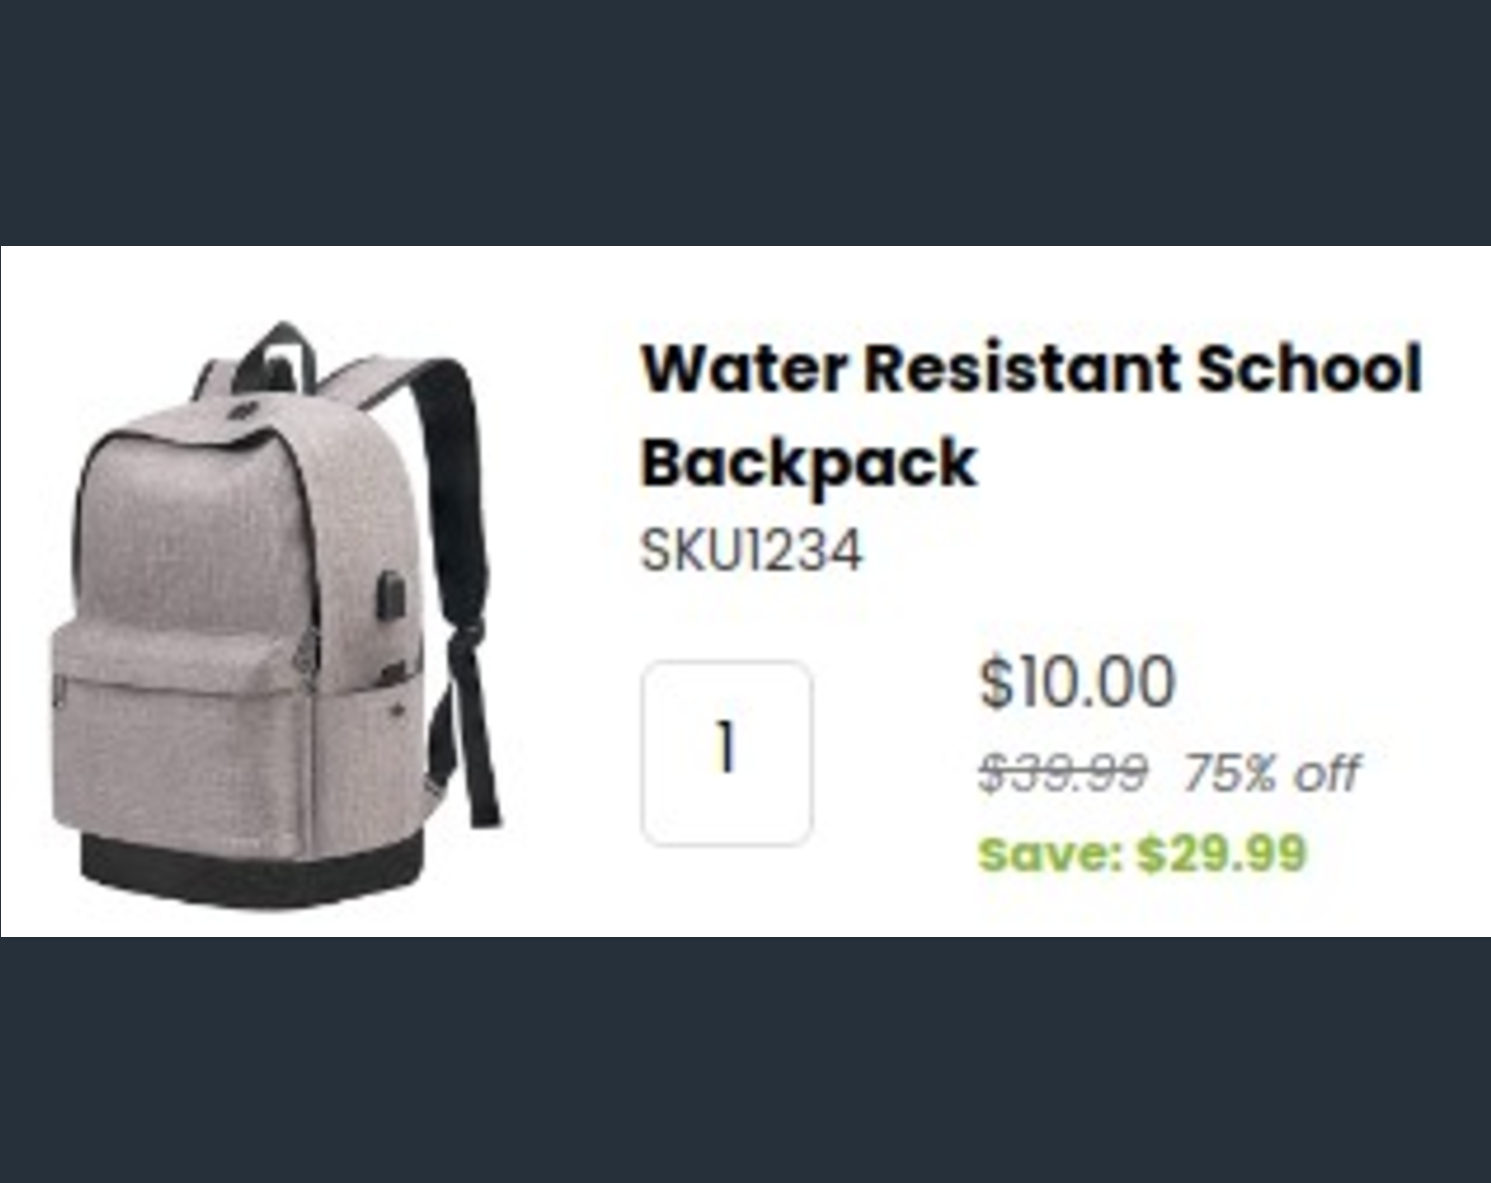 Water Resistant School
Backpack
SKU1234
1
$10.00
$39.99 75% off
Save: $29.99